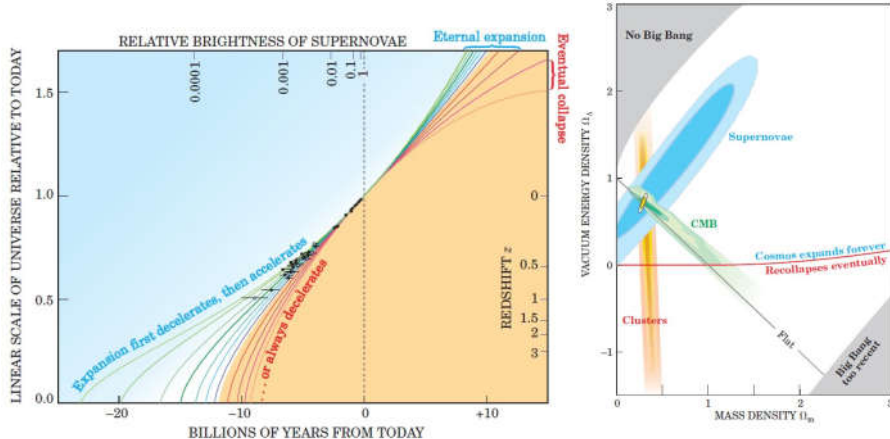 RELATIVE BRIGHTNESS OF SUPERNOVAE
0.0001
0.001
0.01
0.1
1
Eternal expansion
Eventual collapse
LINEAR SCALE OF UNIVERSE RELATIVE TO TODAY
1.5
1.0
0.5
0.0
Expansion first decelerates, then accelerates
. . . or always decelerates
REDSHIFT z
0
0.5
1
1.5
2
3
−20
−10
0
+10
BILLIONS OF YEARS FROM TODAY
No Big Bang
Supernovae
CMB
Cosmos expands forever
Recollapses eventually
Clusters
Flat
Big Bang
too recent
VACUUM ENERGY DENSITY Ω
3
2
1
0
−1
0
1
2
3
MASS DENSITY Ωm